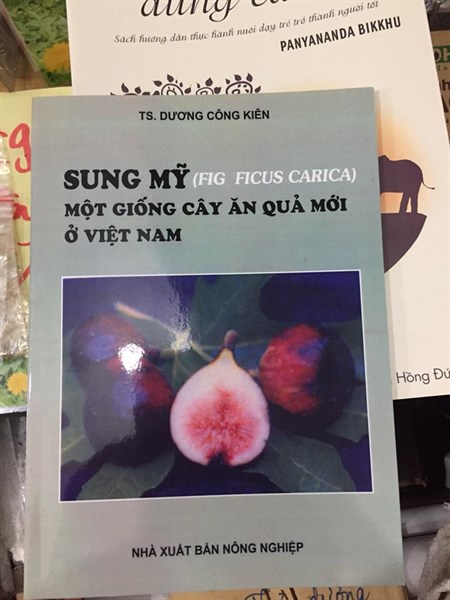 Sách hướng dẫn thực hành nuôi dạy trẻ trở thành người tốt
PANYANANDA BIKKHU
TS. DƯƠNG CÔNG KIÊN
SUNG MỸ (FIG FICUS CARICA)
MỘT GIỐNG CÂY ĂN QUẢ MỚI
Ở VIỆT NAM
Hồng Đứ
NHÀ XUẤT BẢN NÔNG NGHIỆP